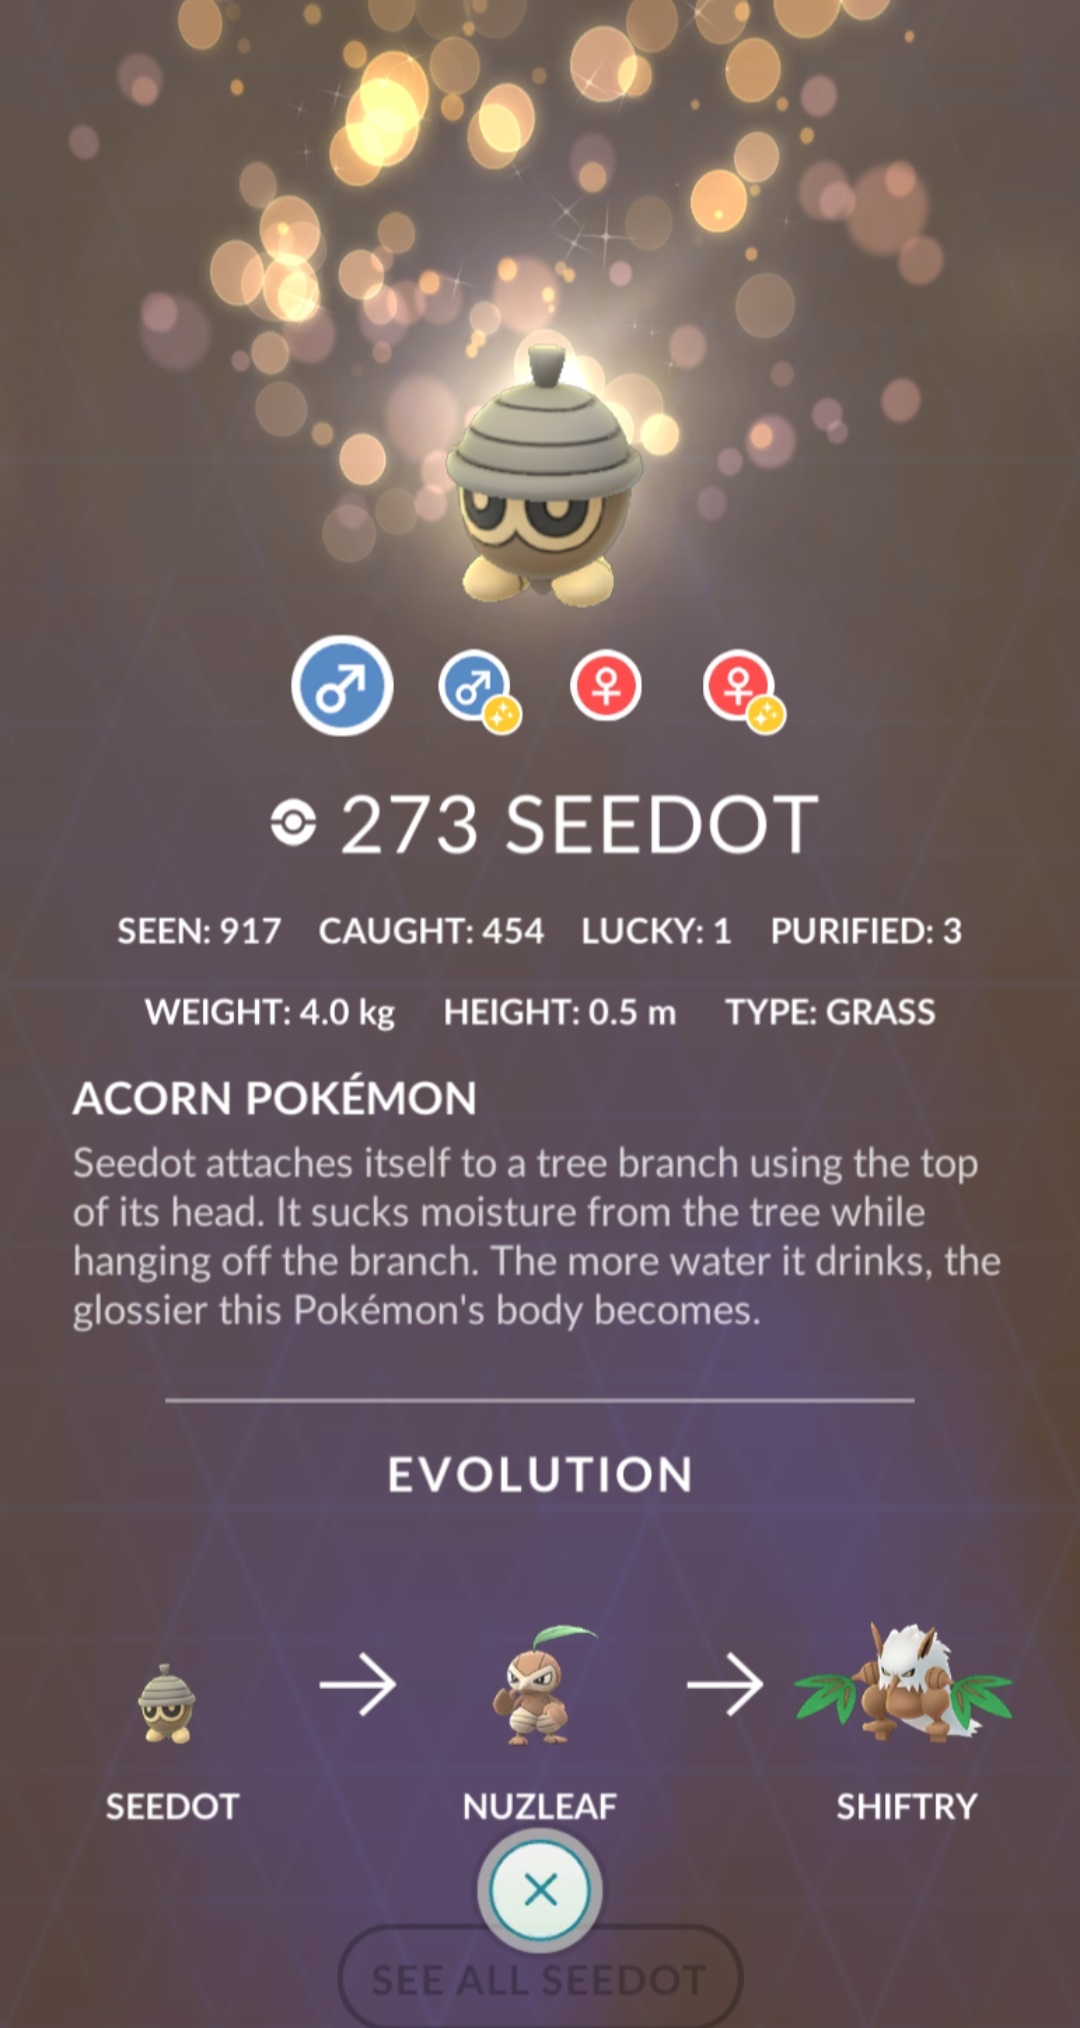 273 SEEDOT
SEEN: 917 CAUGHT: 454 LUCKY: 1 PURIFIED: 3
WEIGHT: 4.0 kg HEIGHT: 0.5 m TYPE: GRASS
ACORN POKÉMON
Seedot attaches itself to a tree branch using the top
of its head. It sucks moisture from the tree while
hanging off the branch. The more water it drinks, the
glossier this Pokémon's body becomes.
EVOLUTION
SEEDOT NUZLEAF SHIFTRY
SEE ALL SEEDOT